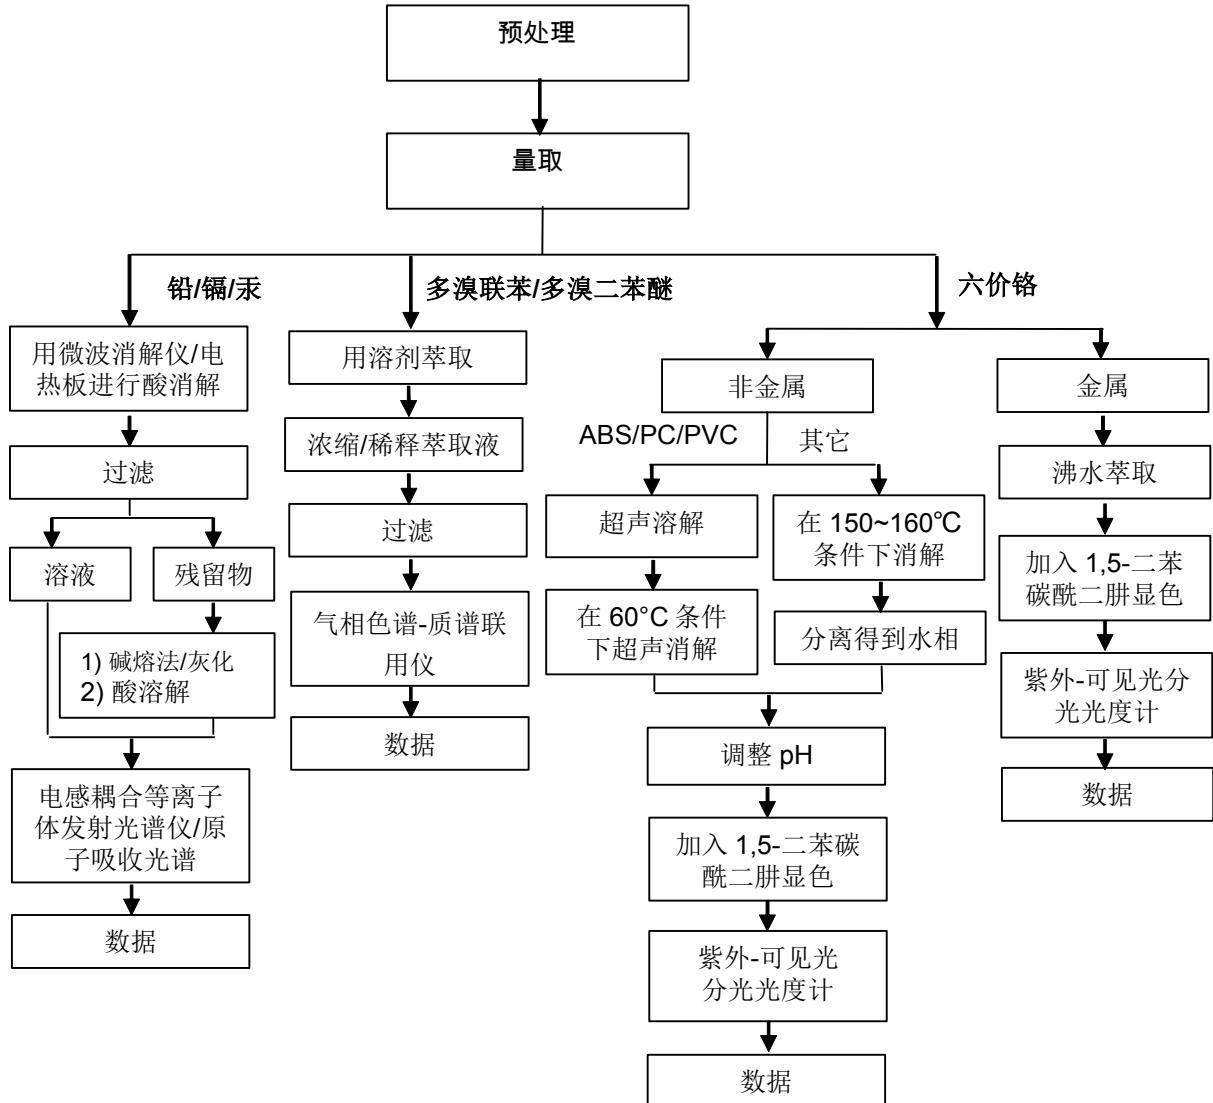 预处理
量取
铅/镉/汞
多溴联苯/多溴二苯醚
六价铬
用微波消解仪/电
热板进行酸消解
过滤
溶液
残留物
1) 碱熔法/灰化
2) 酸溶解
电感耦合等离子
体发射光谱仪/原
子吸收光谱
数据
用溶剂萃取
浓缩/稀释萃取液
过滤
气相色谱-质谱联
用仪
数据
非金属
ABS/PC/PVC
其它
超声溶解
在 60°C 条件
下超声消解
在 150~160℃
条件下消解
分离得到水相
调整 pH
加入 1,5-二苯碳
酰二肼显色
紫外-可见光
分光光度计
数据
金属
沸水萃取
加入 1,5-二苯
碳酰二肼显色
紫外-可见光分
光光度计
数据